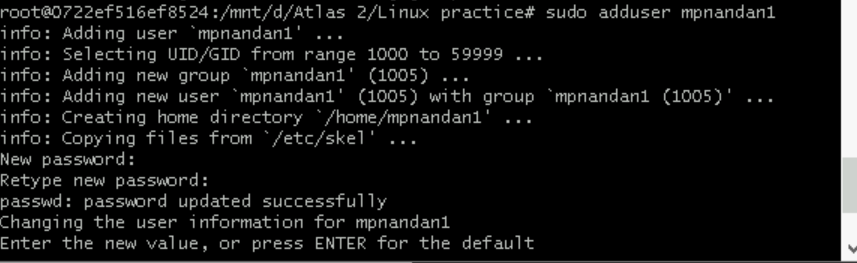 root@0722ef516ef8524:/mnt/d/Atlas 2/Linux practice# sudo adduser mpnandan1
info: Adding user `mpnandan1' ...
info: Selecting UID/GID from range 1000 to 59999 ...
info: Adding new group `mpnandan1' (1005) ...
info: Adding new user `mpnandan1' (1005) with group `mpnandan1 (1005)' ...
info: Creating home directory `/home/mpnandan1' ...
info: Copying files from `/etc/skel' ...
New password:
Retype new password:
passwd: password updated successfully
Changing the user information for mpnandan1
Enter the new value, or press ENTER for the default